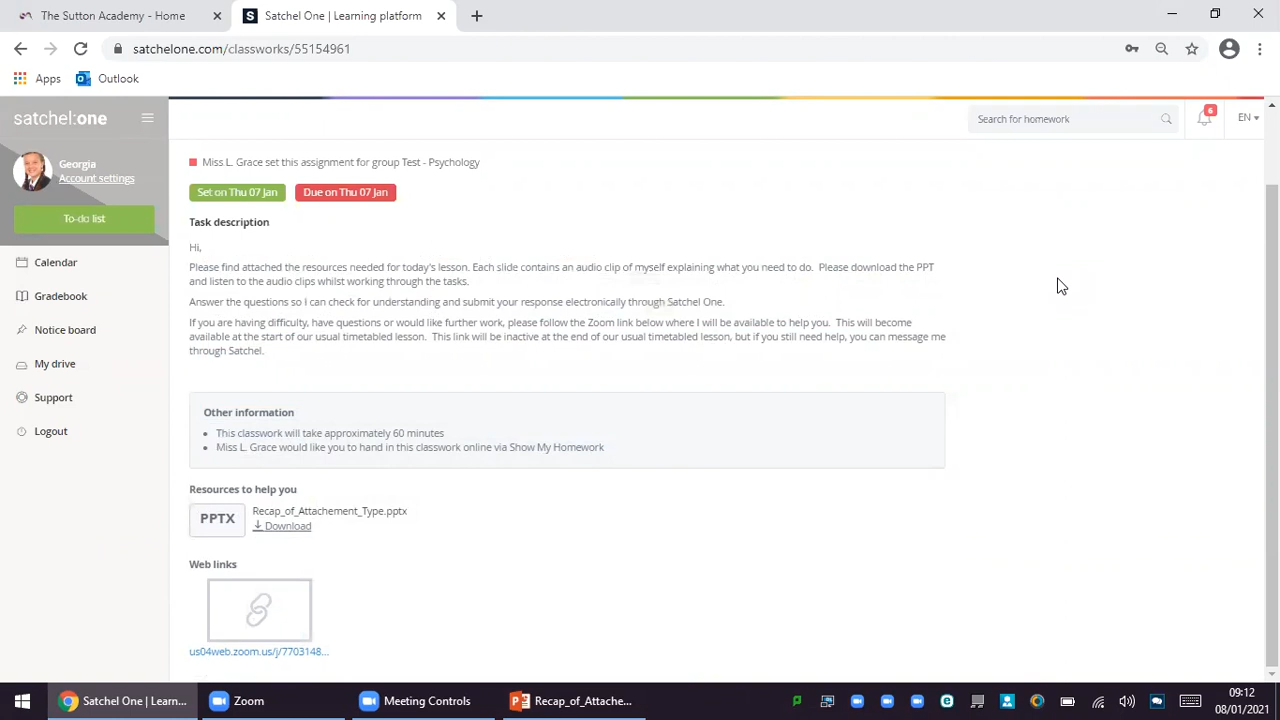 The Sutton Academy - Home
Satchel One | Learning platform
satchelone.com/classworks/55154961
Apps
Outlook
satchel:one
Search for homework
6
EN
Georgia
Account settings
To-do list
Calendar
Gradebook
Notice board
My drive
Support
Logout
Miss L. Grace set this assignment for group Test - Psychology
Set on Thu 07 Jan
Due on Thu 07 Jan
Task description
Hi,
Please find attached the resources needed for today's lesson. Each slide contains an audio clip of myself explaining what you need to do. Please download the PPT
and listen to the audio clips whilst working through the tasks.
Answer the questions so I can check for understanding and submit your response electronically through Satchel One.
If you are having difficulty, have questions or would like further work, please follow the Zoom link below where I will be available to help you. This will become
available at the start of our usual timetabled lesson. This link will be inactive at the end of our usual timetabled lesson, but if you still need help, you can message me
through Satchel.
Other information
• This classwork will take approximately 60 minutes
• Miss L. Grace would like you to hand in this classwork online via Show My Homework
Resources to help you
PPTX
Recap_of_Attachement_Type.pptx
Download
Web links
us04web.zoom.us/j/7703148...
Satchel One | Learn...
Zoom
Meeting Controls
Recap_of_Attache...
09:12
08/01/2021